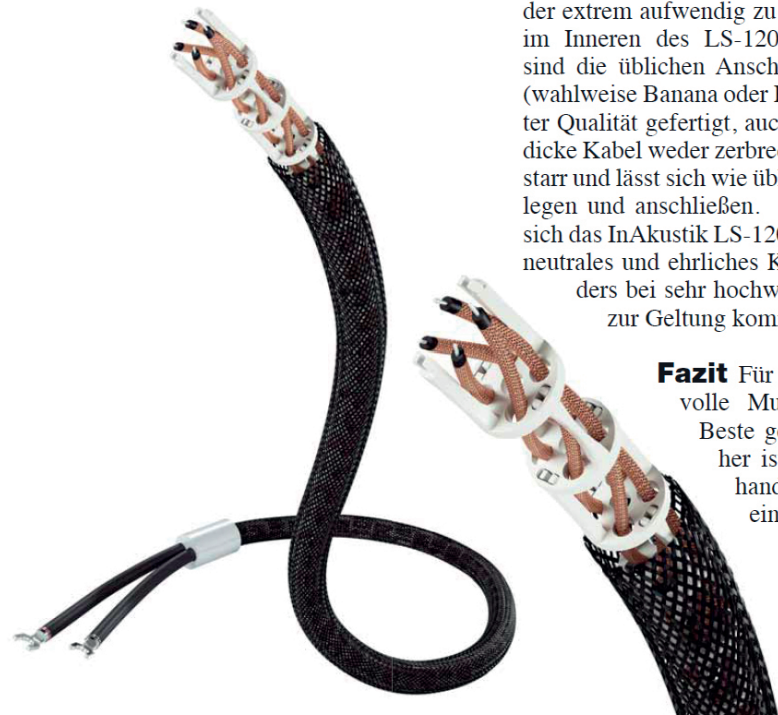 der extrem aufwendig zu
im Inneren des LS-120
sind die üblichen Ansch
(wahlweise Banana oder
ter Qualität gefertigt, auc
dicke Kabel weder zerbre
starr und lässt sich wie üb
legen und anschließen.
sich das InAkustik LS-120
neutrales und ehrliches K
ders bei sehr hochw
zur Geltung kom
Fazit Für
volle Mu
Beste ge
her is
hand
ein